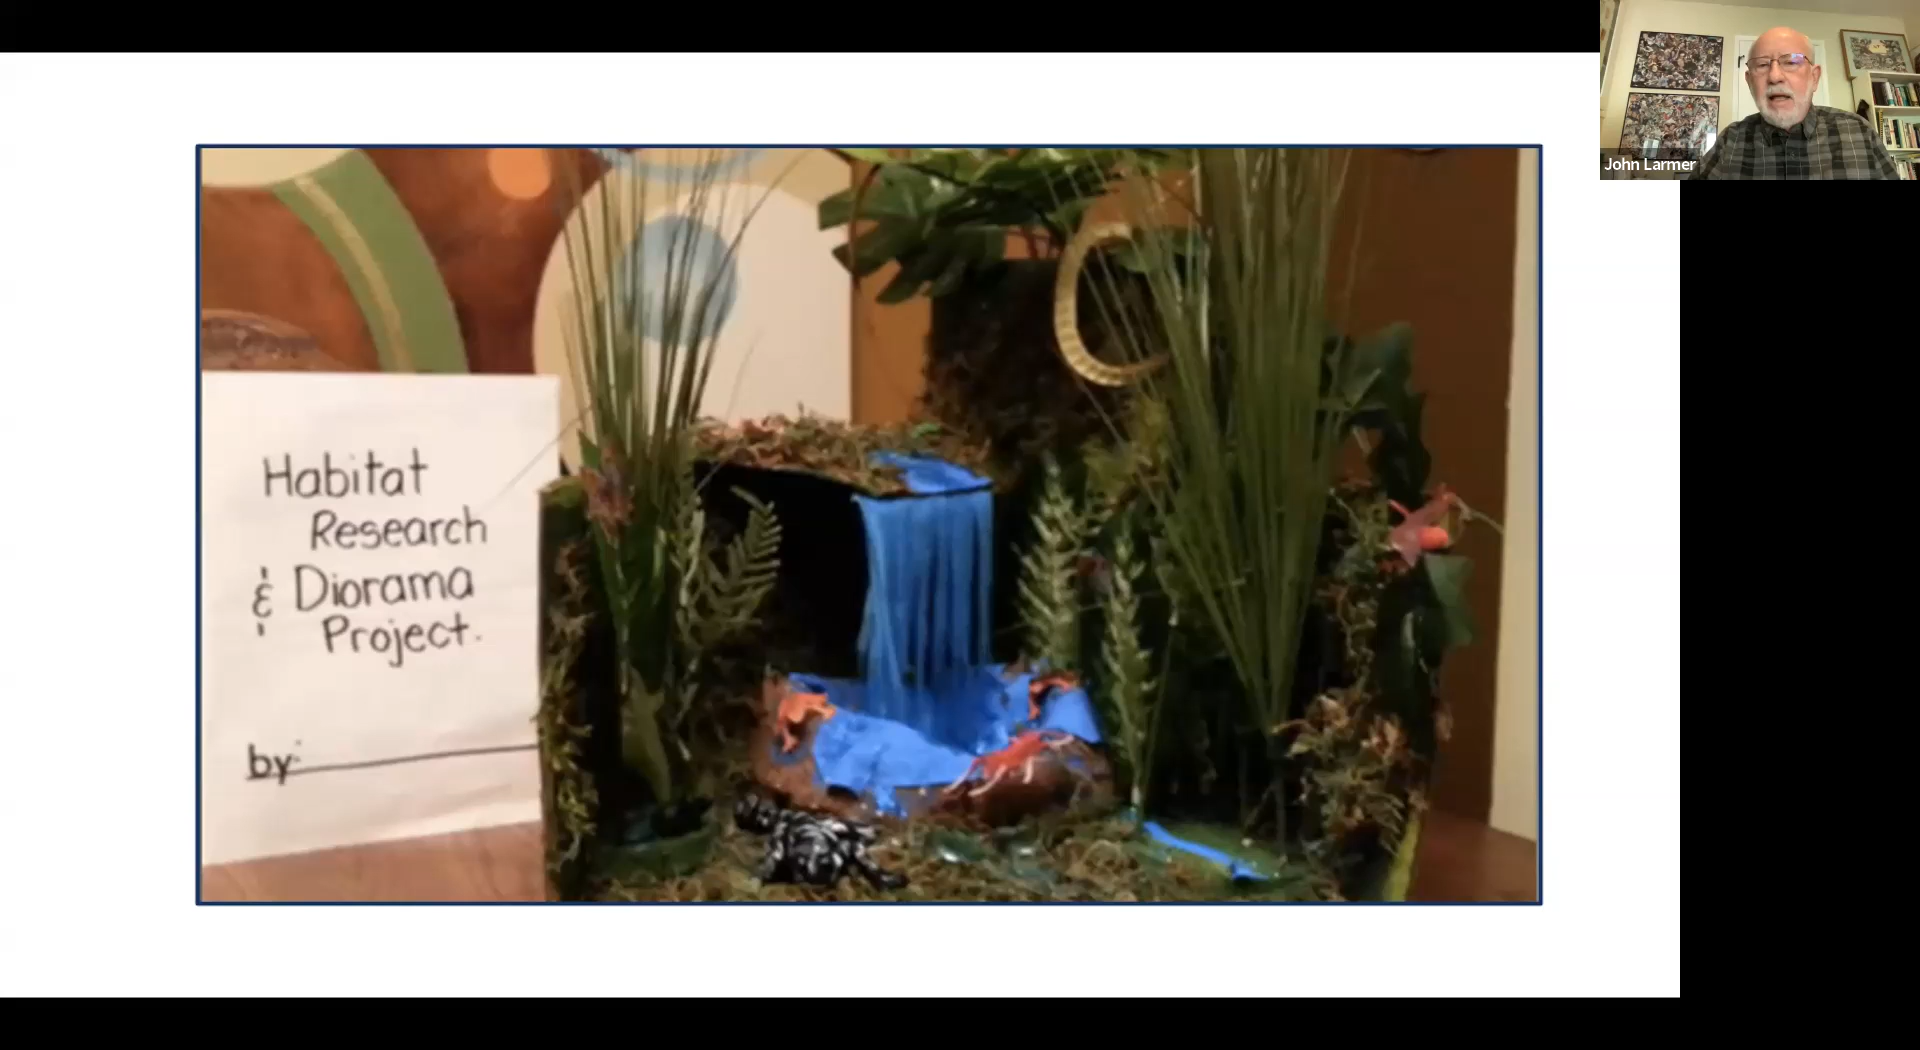 Habitat
Research
& Diorama
Project.
by:
John Larmer